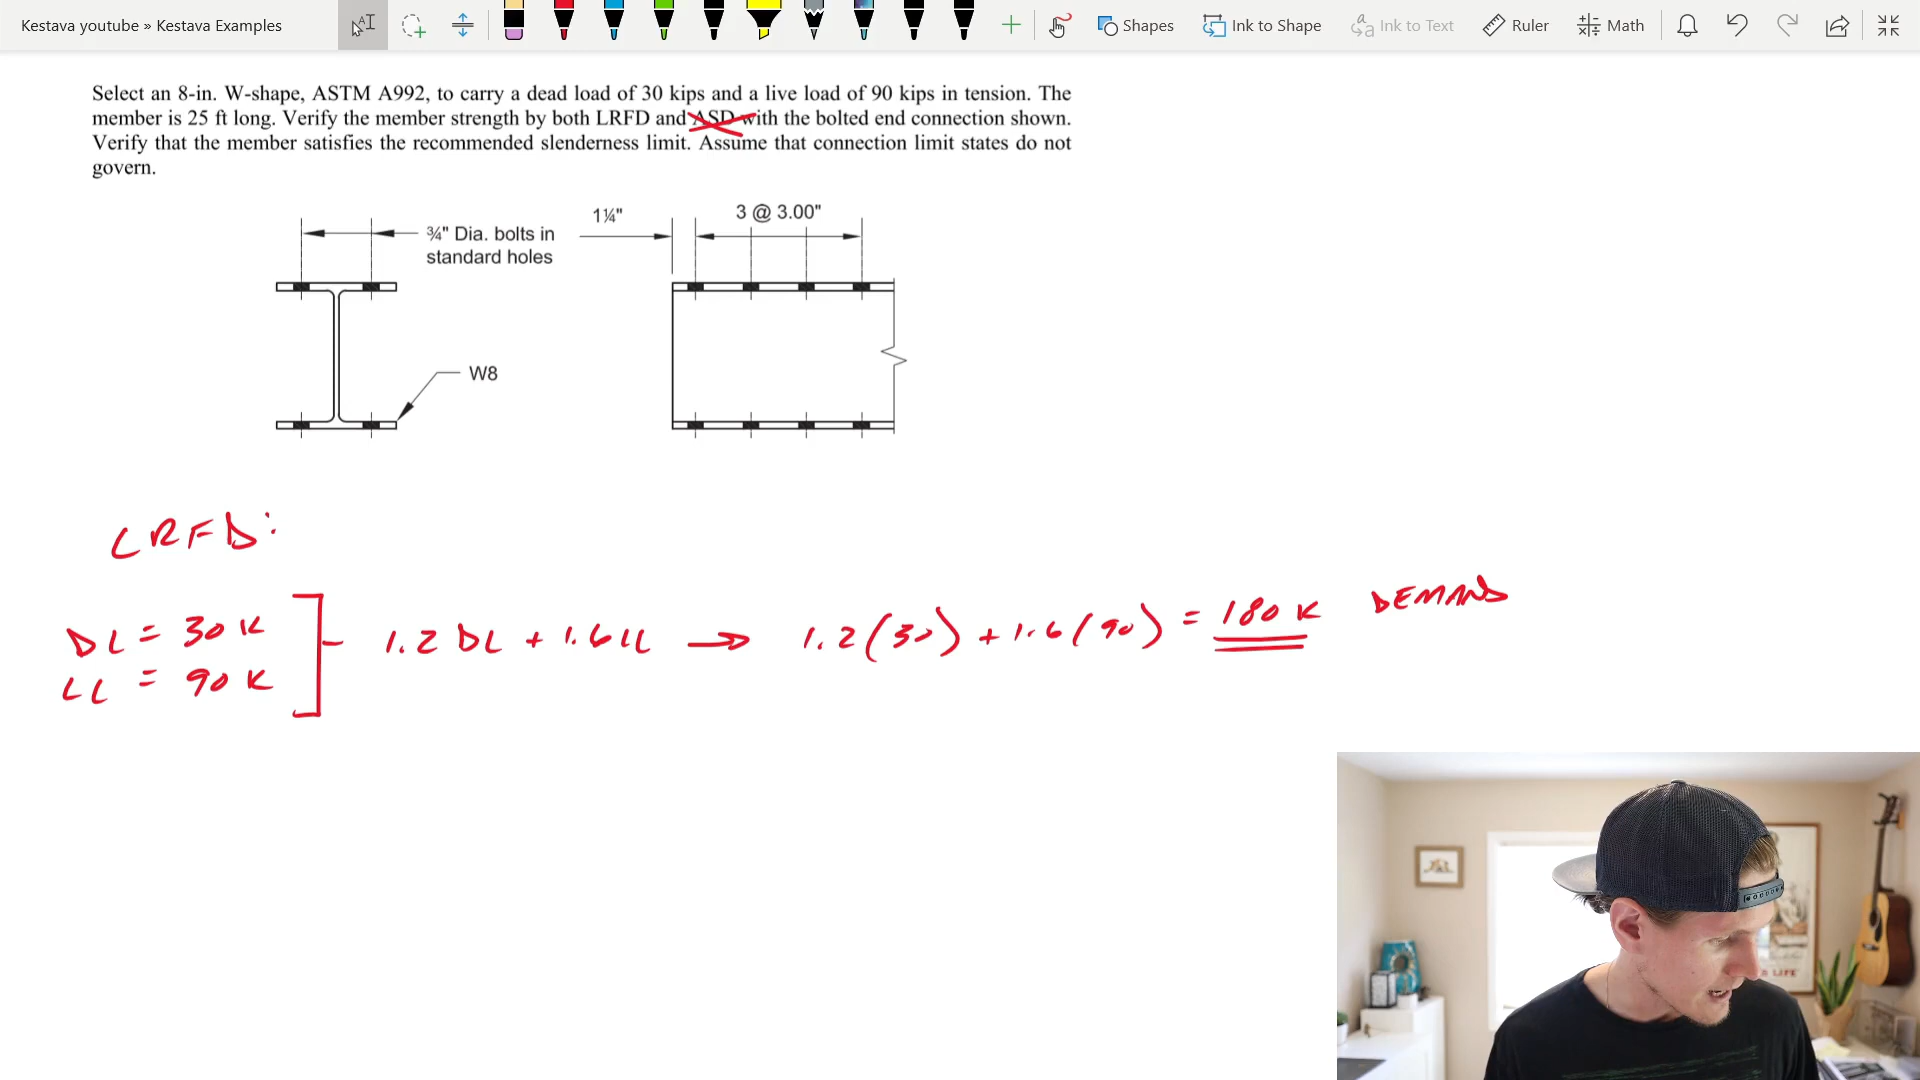 Kestava youtube » Kestava Examples
Shapes
Ink to Shape
Ink to Text
Ruler
Math
Select an 8-in. W-shape, ASTM A992, to carry a dead load of 30 kips and a live load of 90 kips in tension. The
member is 25 ft long. Verify the member strength by both LRFD and ASD with the bolted end connection shown.
Verify that the member satisfies the recommended slenderness limit. Assume that connection limit states do not
govern.
¾" Dia. bolts in
standard holes
1¼"
3 @ 3.00"
W8
LRFD:
DL = 30 K
LL = 90 K
1.2 DL + 1.6 LL → 1.2(30) + 1.6(90) = 180 K DEMAND
LIFE